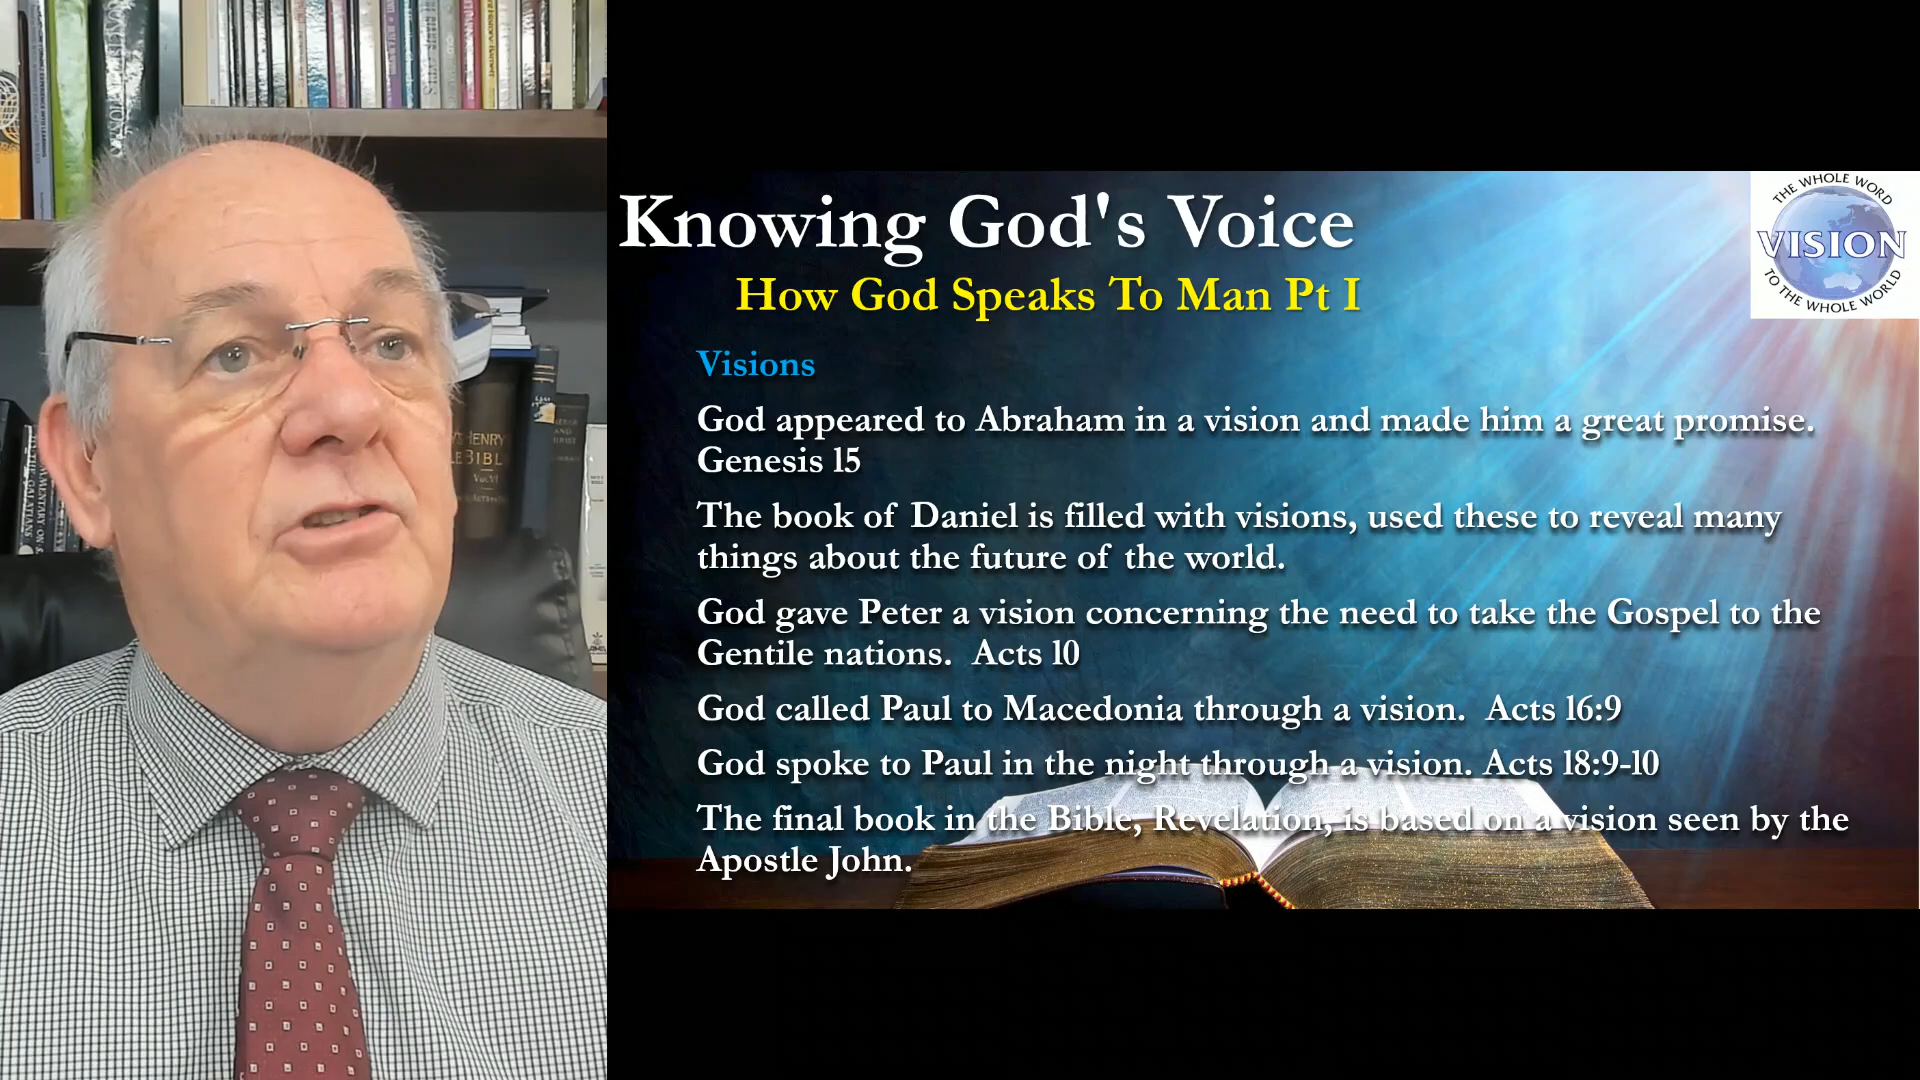 Knowing God's Voice
How God Speaks To Man Pt I
THE WHOLE WORD
VISION
TO THE WHOLE WORLD
Visions
God appeared to Abraham in a vision and made him a great promise.
Genesis 15
The book of Daniel is filled with visions, used these to reveal many
things about the future of the world.
God gave Peter a vision concerning the need to take the Gospel to the
Gentile nations. Acts 10
God called Paul to Macedonia through a vision. Acts 16:9
God spoke to Paul in the night through a vision. Acts 18:9-10
The final book in the Bible, Revelation, is based on a vision seen by the
Apostle John.
HENRY
BIBL
Vol. VI
GALATIANS